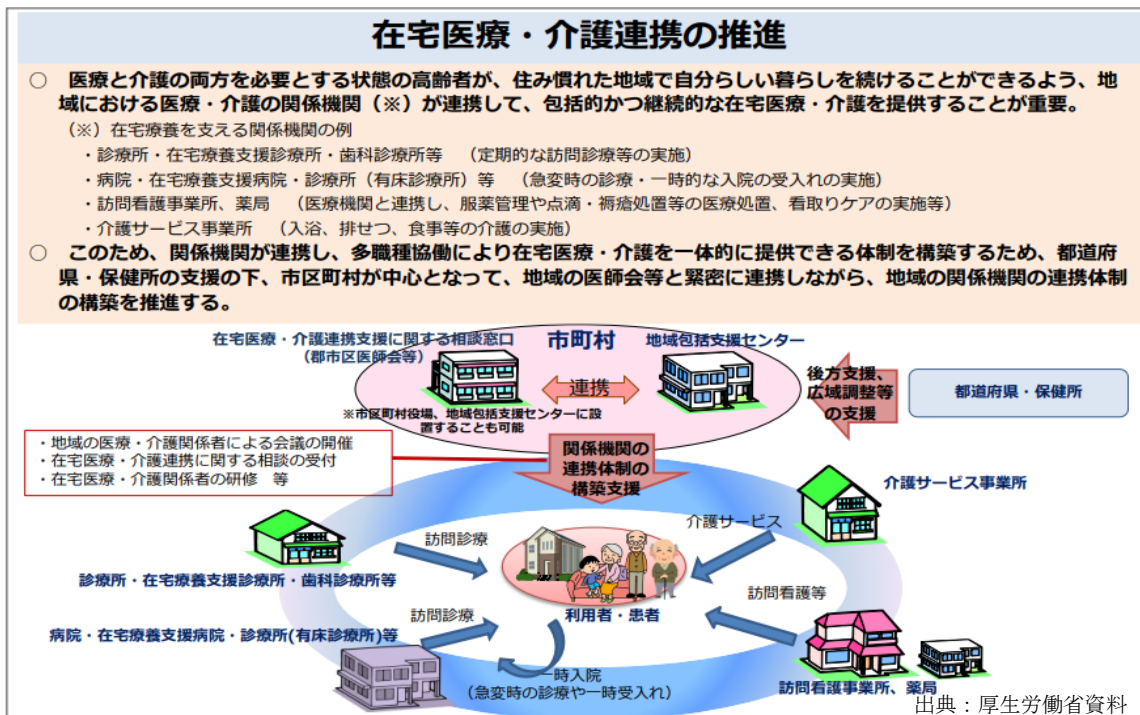 在宅医療・介護連携の推進
○　医療と介護の両方を必要とする状態の高齢者が、住み慣れた地域で自分らしい暮らしを続けることができるよう、地
域における医療・介護の関係機関（※）が連携して、包括的かつ継続的な在宅医療・介護を提供することが重要。
（※）在宅療養を支える関係機関の例
・診療所・在宅療養支援診療所・歯科診療所等　（定期的な訪問診療等の実施）
・病院・在宅療養支援病院・診療所（有床診療所）等　（急変時の診療・一時的な入院の受入れの実施）
・訪問看護事業所、薬局　（医療機関と連携し、服薬管理や点滴・褥瘡処置等の医療処置、看取りケアの実施等）
・介護サービス事業所　（入浴、排せつ、食事等の介護の実施）
○　このため、関係機関が連携し、多職種協働により在宅医療・介護を一体的に提供できる体制を構築するため、都道府
県・保健所の支援の下、市区町村が中心となって、地域の医師会等と緊密に連携しながら、地域の関係機関の連携体制
の構築を推進する。
在宅医療・介護連携支援に関する相談窓口
（郡市区医師会等）
市町村
地域包括支援センター
連携
※市区町村役場、地域包括支援センターに設
置することも可能
後方支援、
広域調整等
の支援
都道府県・保健所
・地域の医療・介護関係者による会議の開催
・在宅医療・介護連携に関する相談の受付
・在宅医療・介護関係者の研修　等
関係機関の
連携体制の
構築支援
介護サービス事業所
訪問診療
介護サービス
診療所・在宅療養支援診療所・歯科診療所等
訪問看護等
訪問診療
利用者・患者
病院・在宅療養支援病院・診療所(有床診療所)等
一時入院
（急変時の診療や一時受入れ）
訪問看護事業所、薬局
出典：厚生労働省資料